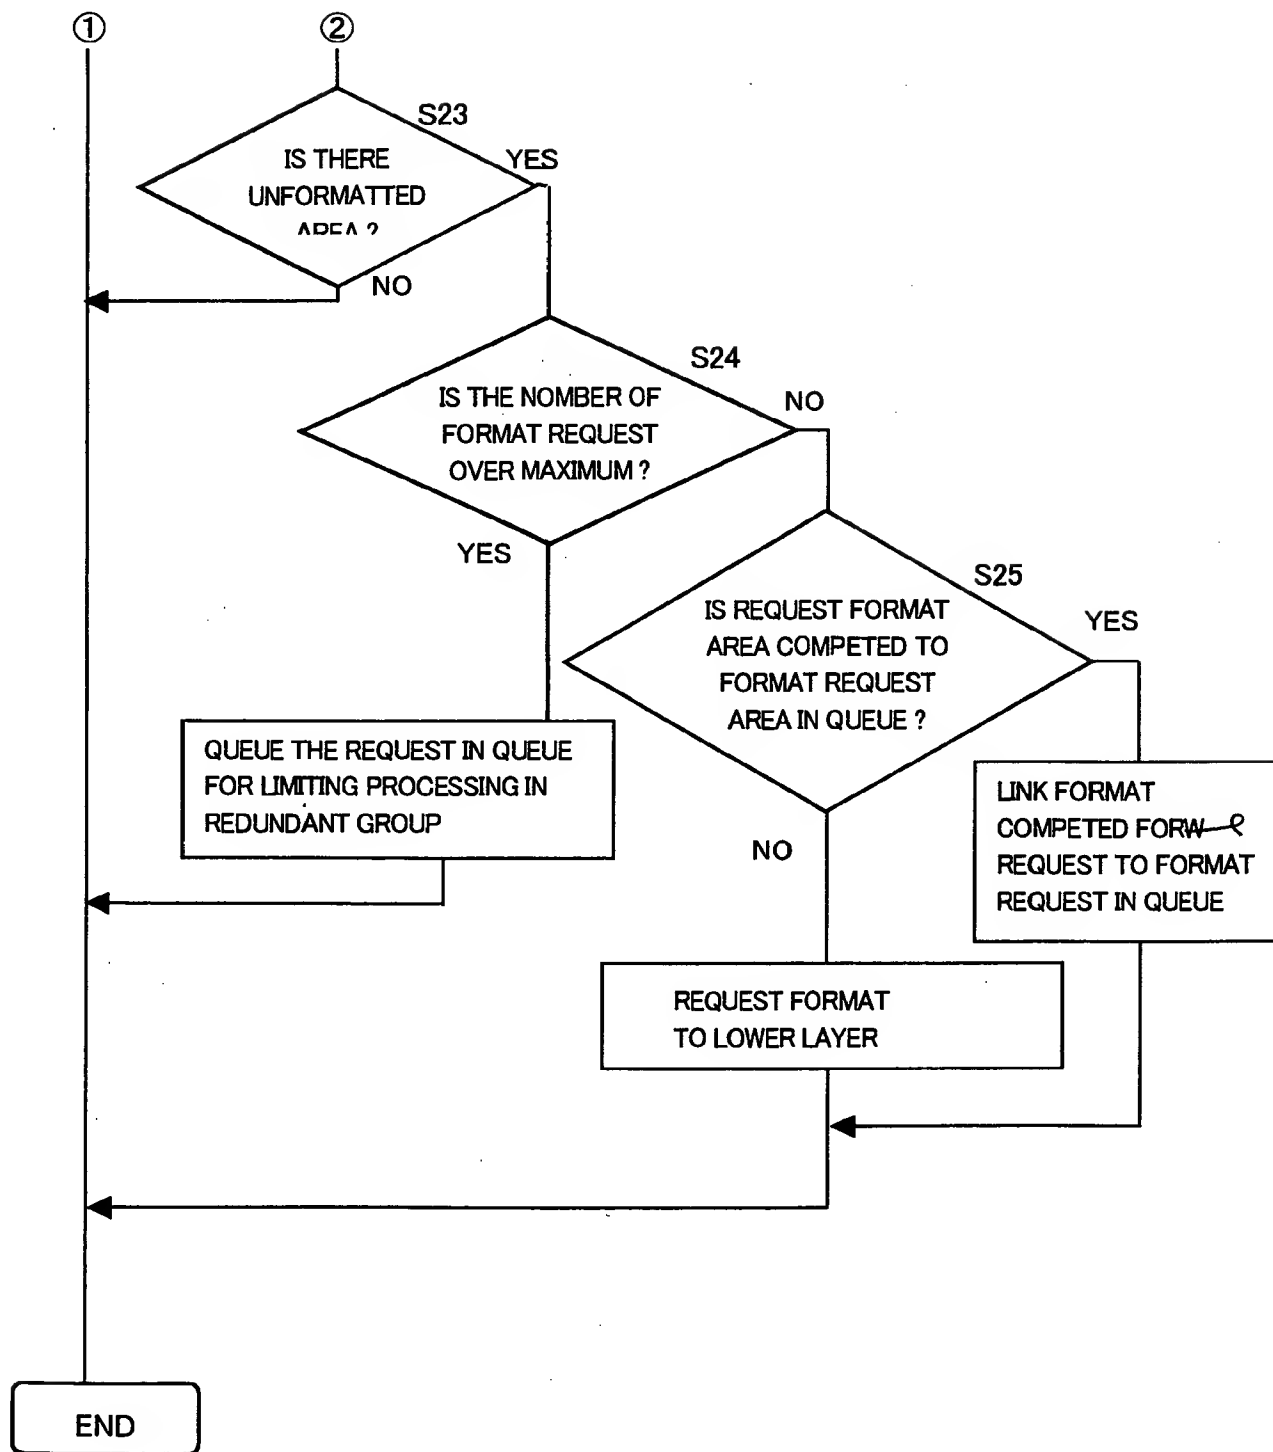 ① ②
S23
IS THERE
UNFORMATTED
AREA ?
YES
NO
S24
IS THE NOMBER OF
FORMAT REQUEST
OVER MAXIMUM ?
NO
YES
S25
IS REQUEST FORMAT
AREA COMPETED TO
FORMAT REQUEST
AREA IN QUEUE ?
YES
NO
QUEUE THE REQUEST IN QUEUE
FOR LIMITING PROCESSING IN
REDUNDANT GROUP
LINK FORMAT
COMPETED FORW
REQUEST TO FORMAT
REQUEST IN QUEUE
REQUEST FORMAT
TO LOWER LAYER
END